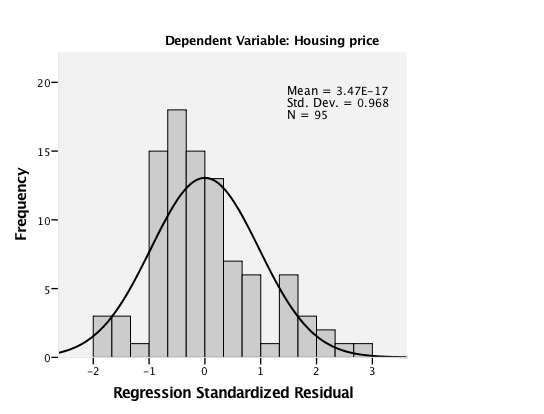 Dependent Variable: Housing price
Mean = 3.47E-17
Std. Dev. = 0.968
N = 95
Frequency
20
15
10
5
0
-2 -1 0 1 2 3
Regression Standardized Residual